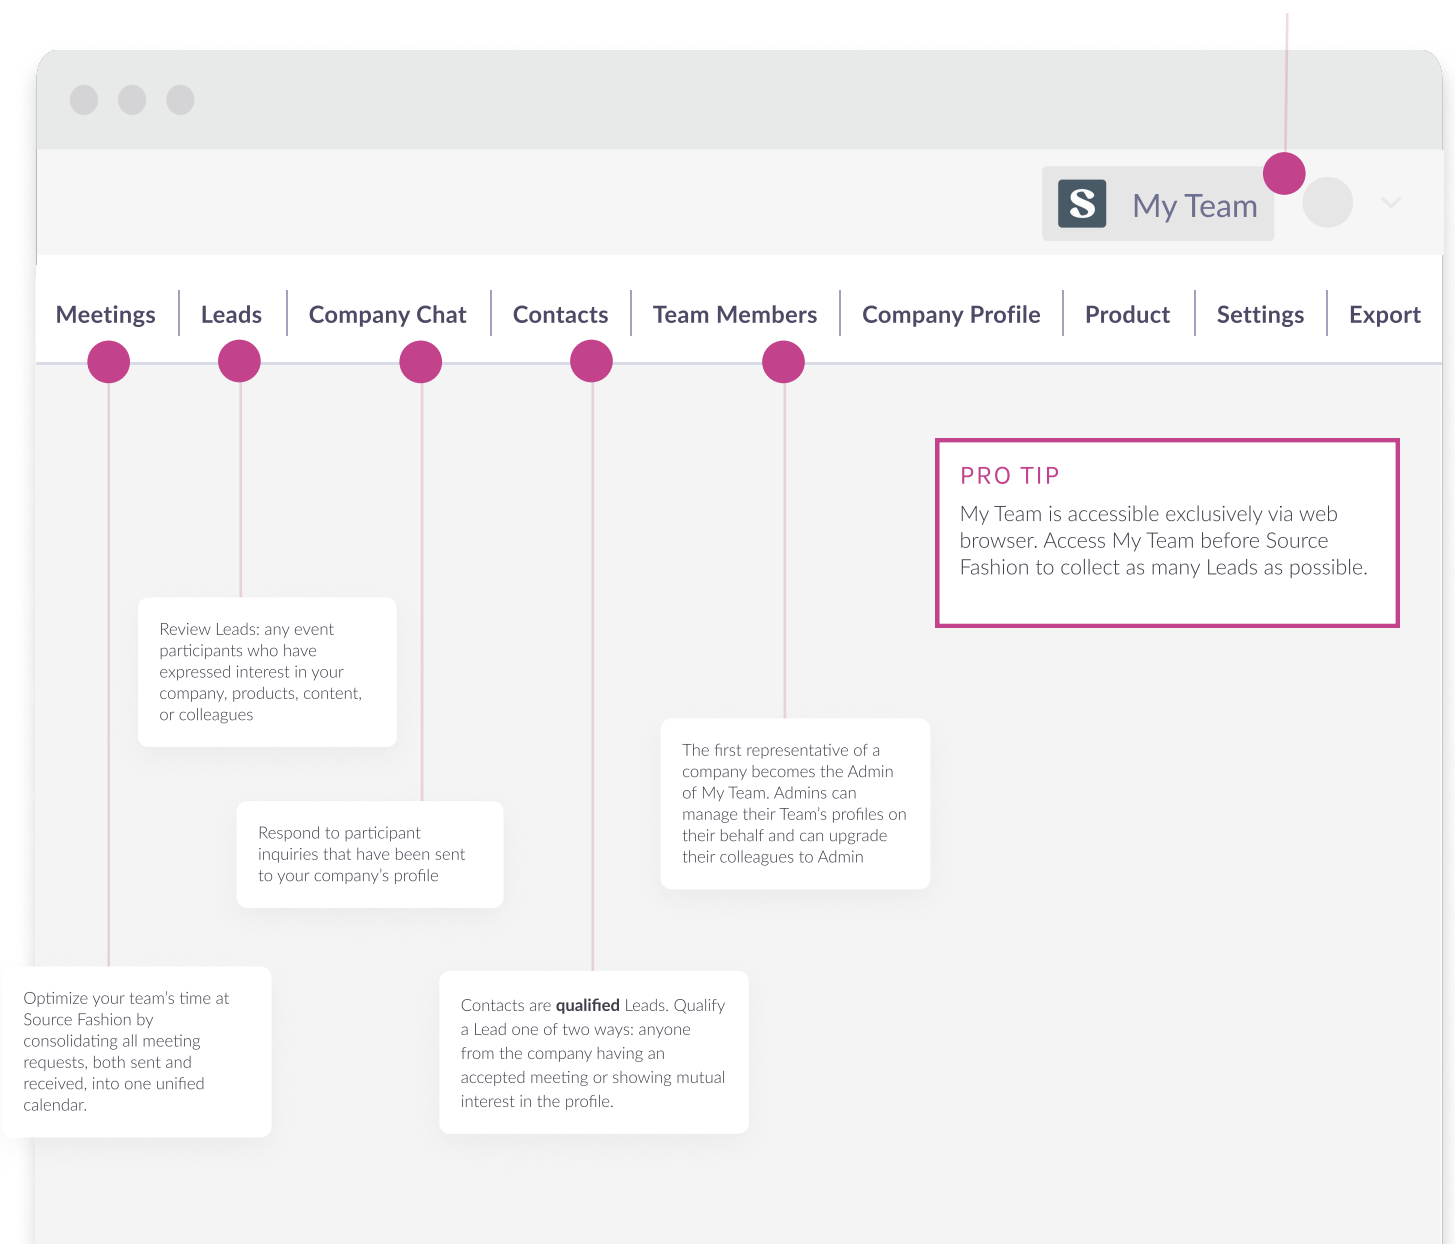 S My Team
Meetings Leads Company Chat Contacts Team Members Company Profile Product Settings Export
PRO TIP
My Team is accessible exclusively via web
browser. Access My Team before Source
Fashion to collect as many Leads as possible.
Review Leads: any event
participants who have
expressed interest in your
company, products, content,
or colleagues
The first representative of a
company becomes the Admin
of My Team. Admins can
manage their Team's profiles on
their behalf and can upgrade
their colleagues to Admin
Respond to participant
inquiries that have been sent
to your company's profile
Optimize your team's time at
Source Fashion by
consolidating all meeting
requests, both sent and
received, into one unified
calendar.
Contacts are qualified Leads. Qualify
a Lead one of two ways: anyone
from the company having an
accepted meeting or showing mutual
interest in the profile.